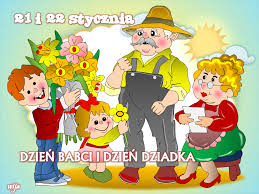 21 i 22 stycznia
DZIEŃ BABCI I DZIEŃ DZIADKA